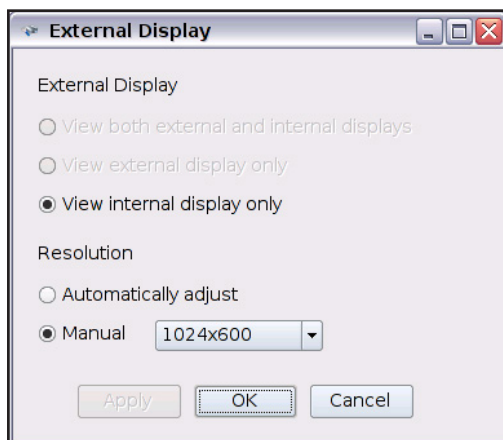 External Display
External Display
View both external and internal displays
View external display only
View internal display only
Resolution
Automatically adjust
Manual 1024x600
Apply OK Cancel